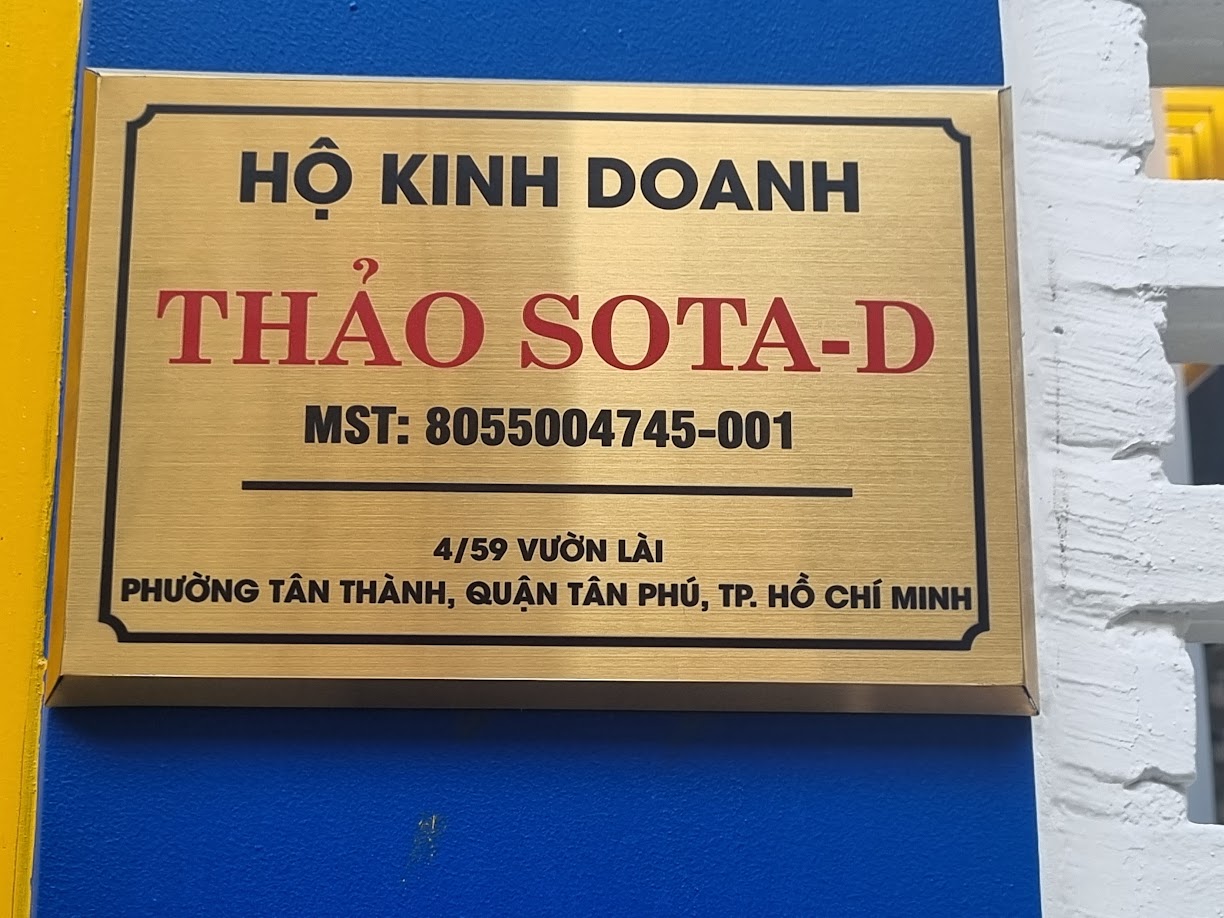 HỘ KINH DOANH
THẢO SOTA-D
MST: 8055004745-001
4/59 VƯỜN LÀI
PHƯỜNG TÂN THÀNH, QUẬN TÂN PHÚ, TP. HỒ CHÍ MINH